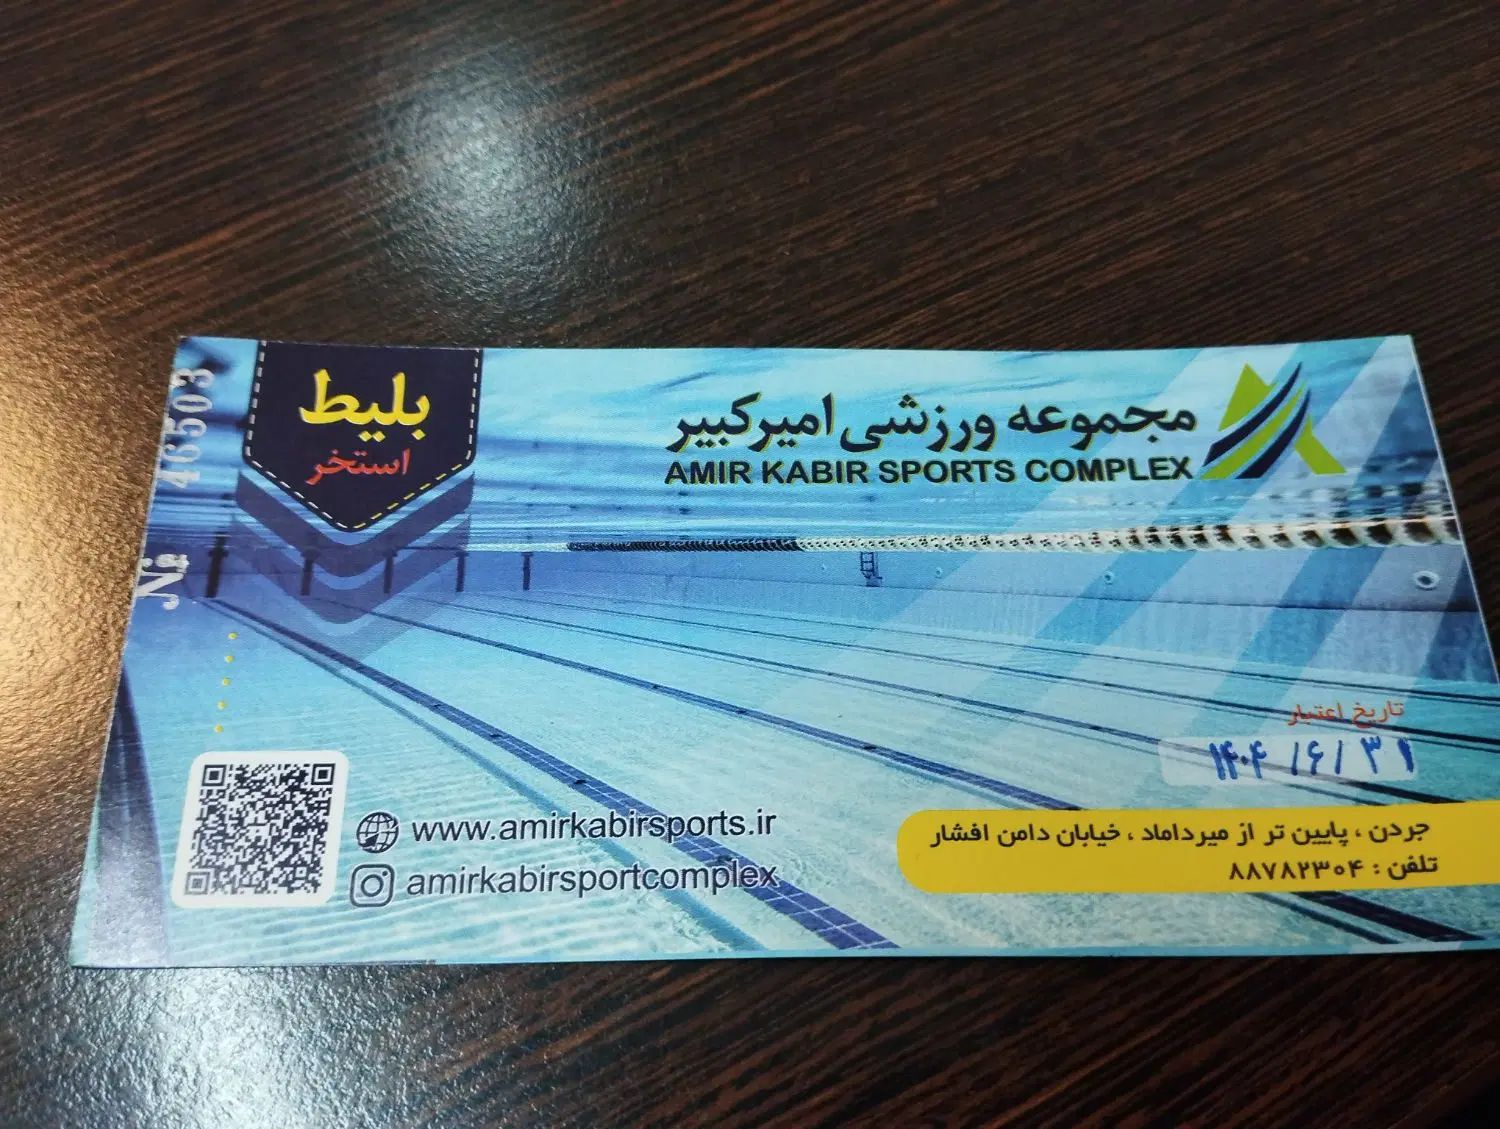 مجموعه ورزشی امیرکبیر
AMIR KABIR SPORTS COMPLEX
بلیط
استخر
№ 46503
تاریخ اعتبار
۱۴۰۴/۶/۳۱
جردن ، پایین تر از میرداماد ، خیابان دامن افشار
تلفن : ۸۸۷۸۲۳۰۴
www.amirkabirsports.ir
amirkabirsportcomplex